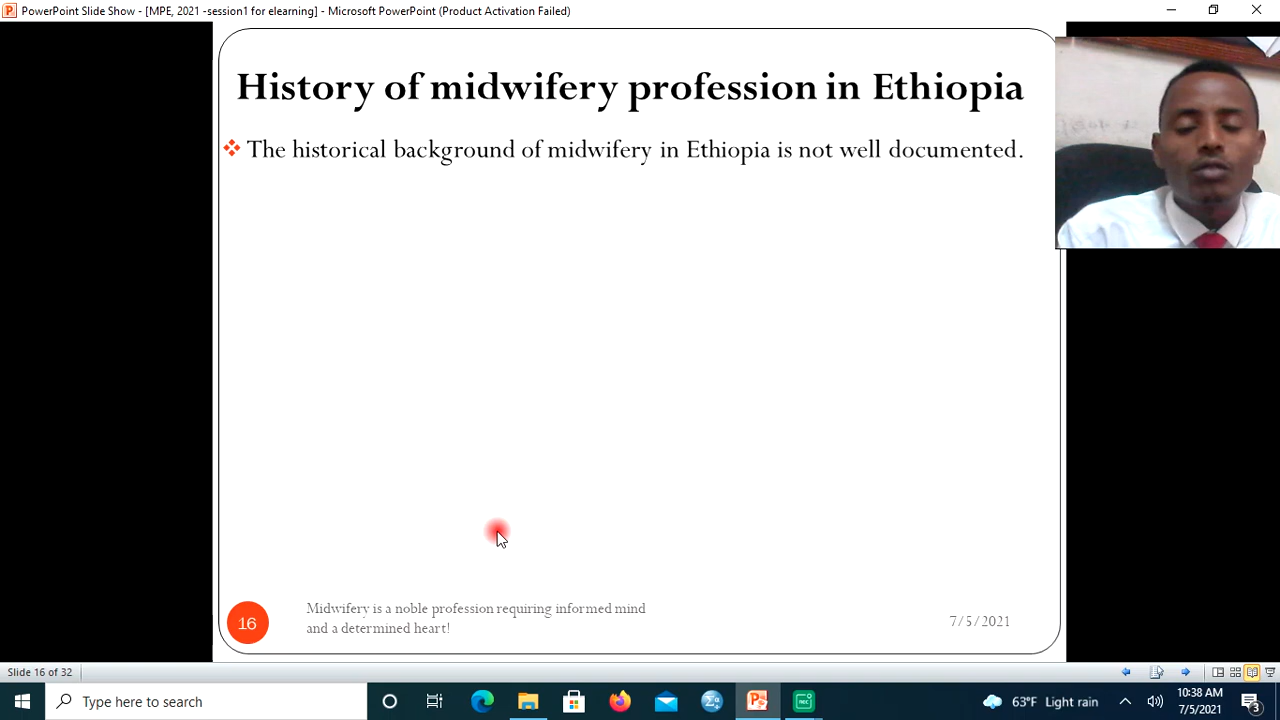 PowerPoint Slide Show - [MPE, 2021 -session1 for elearning] - Microsoft PowerPoint (Product Activation Failed)
History of midwifery profession in Ethiopia
The historical background of midwifery in Ethiopia is not well documented.
16
Midwifery is a noble profession requiring informed mind
and a determined heart!
7/5/2021
Slide 16 of 32
Type here to search
63°F Light rain
10:38 AM
7/5/2021
3